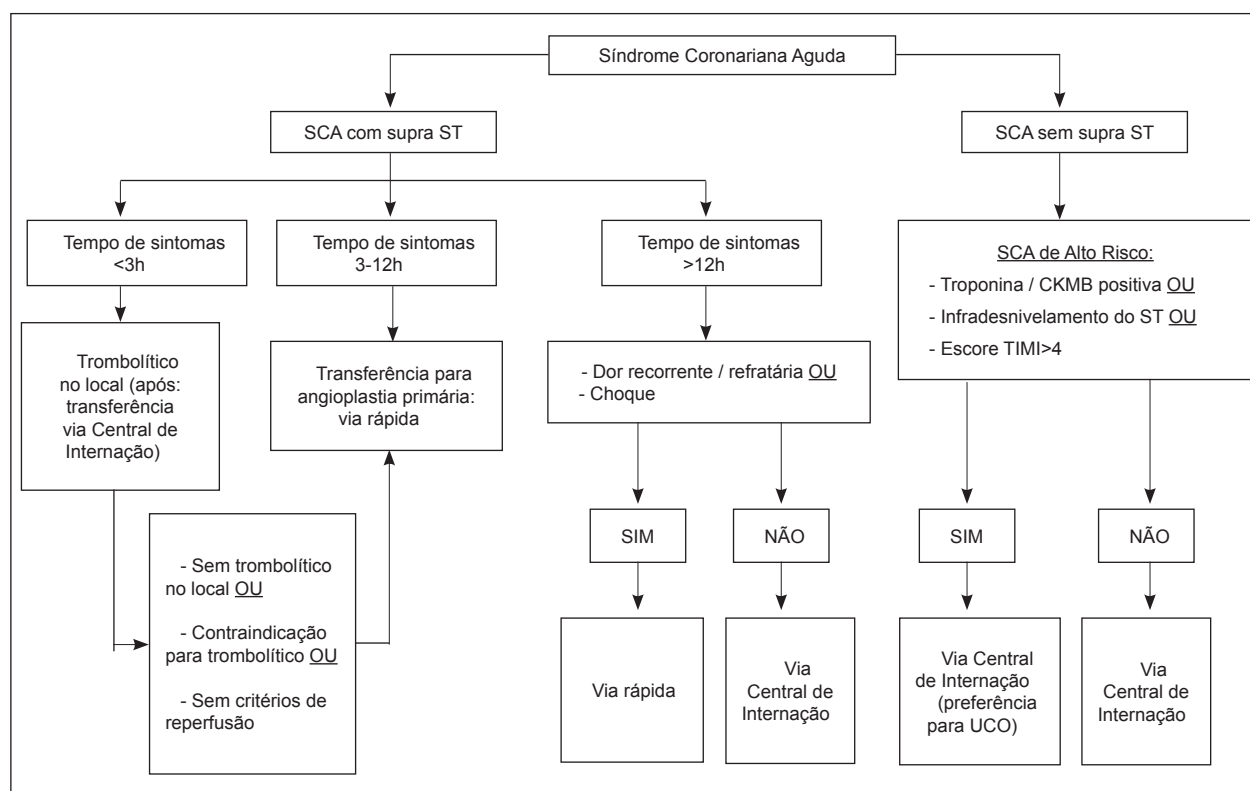 Síndrome Coronariana Aguda
SCA com supra ST
SCA sem supra ST
Tempo de sintomas
<3h
Tempo de sintomas
3-12h
Tempo de sintomas
>12h
SCA de Alto Risco:
- Troponina / CKMB positiva OU
- Infradesnivelamento do ST OU
- Escore TIMI>4
Trombolítico
no local (após:
transferência
via Central de
Internação)
Transferência para
angioplastia primária:
via rápida
- Dor recorrente / refratária OU
- Choque
- Sem trombolítico
no local OU
- Contraindicação
para trombolítico OU
- Sem critérios de
reperfusão
SIM
NÃO
SIM
NÃO
Via rápida
Via
Central de
Internação
Via Central
de Internação
(preferência
para UCO)
Via
Central de
Internação